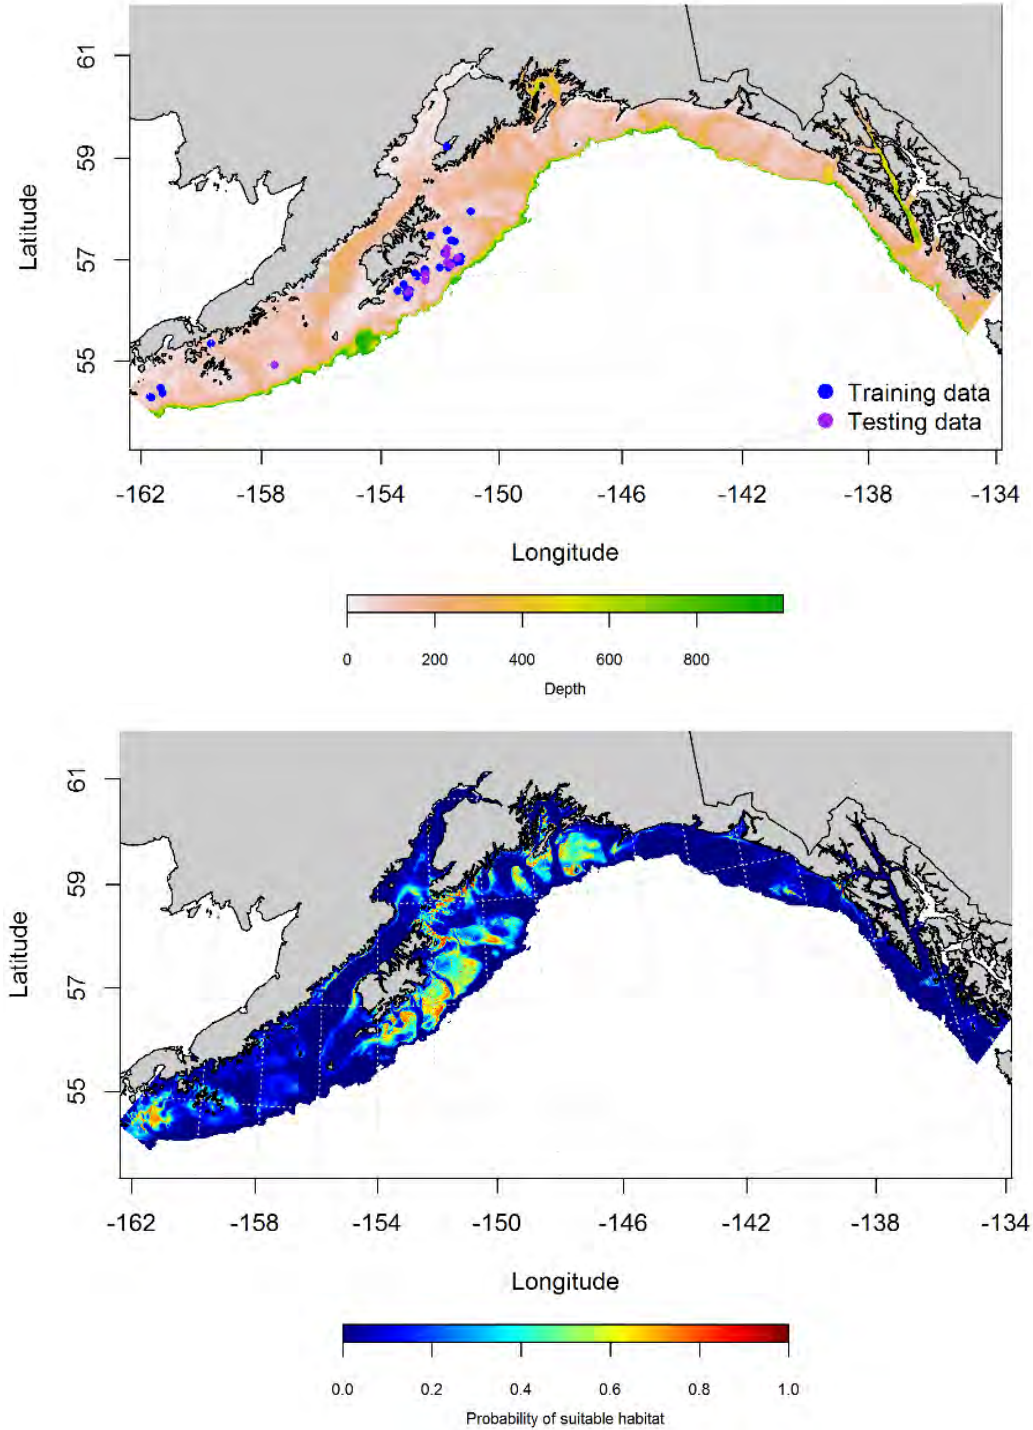 61
59
57
55
Latitude
Training data
Testing data
-162 -158 -154 -150 -146 -142 -138 -134
Longitude
0 200 400 600 800
Depth
61
59
57
55
Latitude
-162 -158 -154 -150 -146 -142 -138 -134
Longitude
0.0 0.2 0.4 0.6 0.8 1.0
Probability of suitable habitat